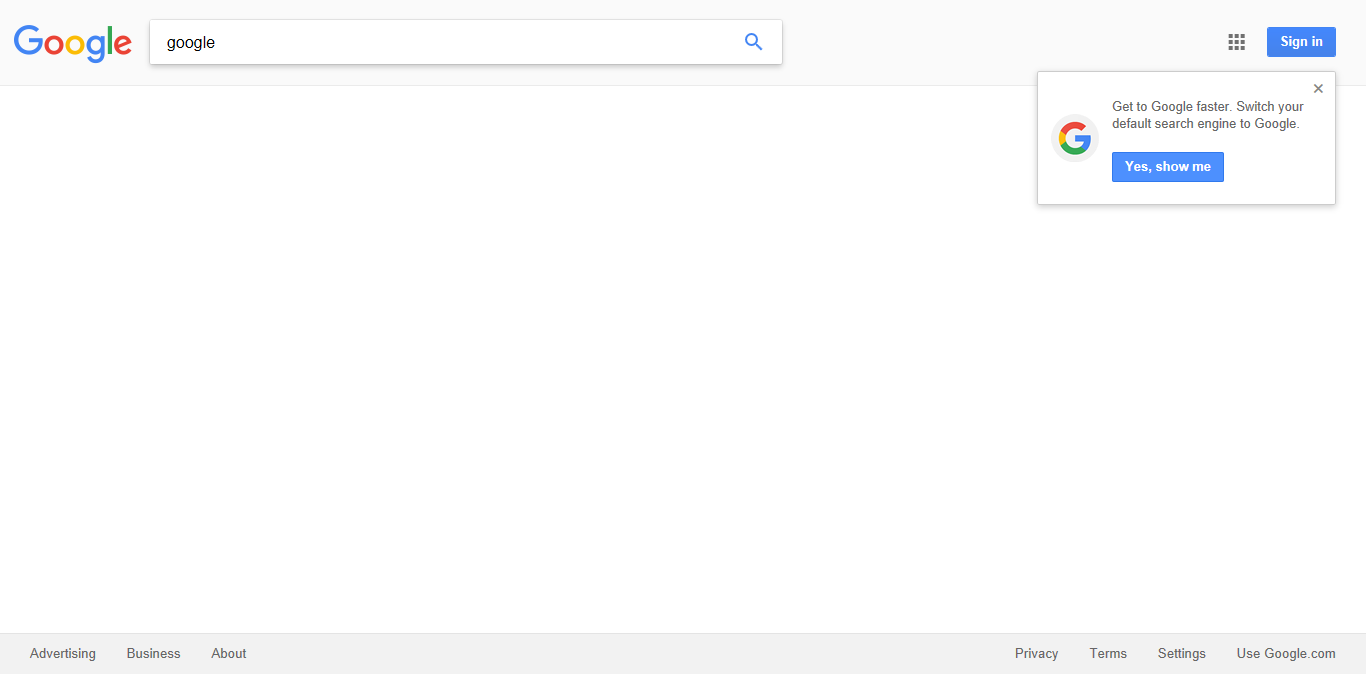 Google
google
Sign in
Get to Google faster. Switch your
default search engine to Google.
Yes, show me
Advertising
Business
About
Privacy
Terms
Settings
Use Google.com